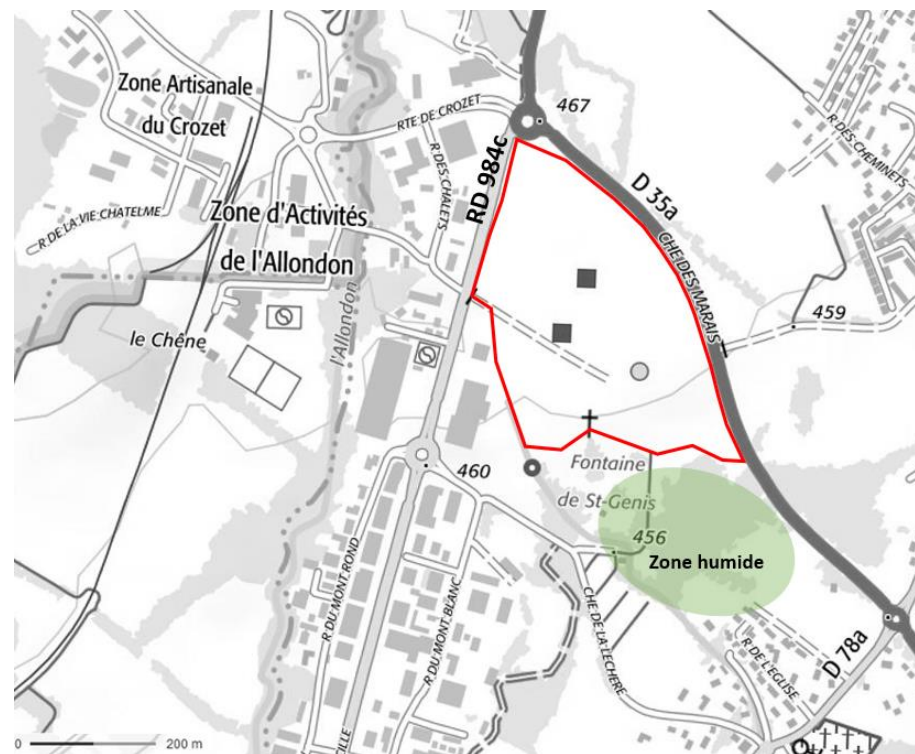 Zone Artisanale
du Crozet
RTE DE CROZET
467
R DES CHALETS
RD 984c
D 35a
CHE DES MARAIS
R DES CHEMINETS
R DE LA VIE CHATELME
Zone d'Activités
de l'Allondon
l'Allondon
le Chêne
459
460
Fontaine
de St-Genis
456
Zone humide
R DU MONT ROND
R DU MONT BLANC
CHE DE LA LECHERE
R DE L'EGLISE
D 78a
ILLE
0 200 m